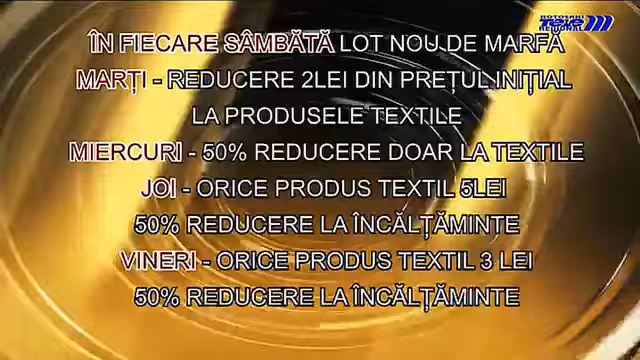 ÎN FIECARE SÂMBĂTĂ LOT NOU DE MARFĂ
MARȚI - REDUCERE 2LEI DIN PREȚUL INIȚIAL
LA PRODUSELE TEXTILE
MIERCURI - 50% REDUCERE DOAR LA TEXTILE
JOI - ORICE PRODUS TEXTIL 5LEI
50% REDUCERE LA ÎNCĂLȚĂMINTE
VINERI - ORICE PRODUS TEXTIL 3 LEI
50% REDUCERE LA ÎNCĂLȚĂMINTE